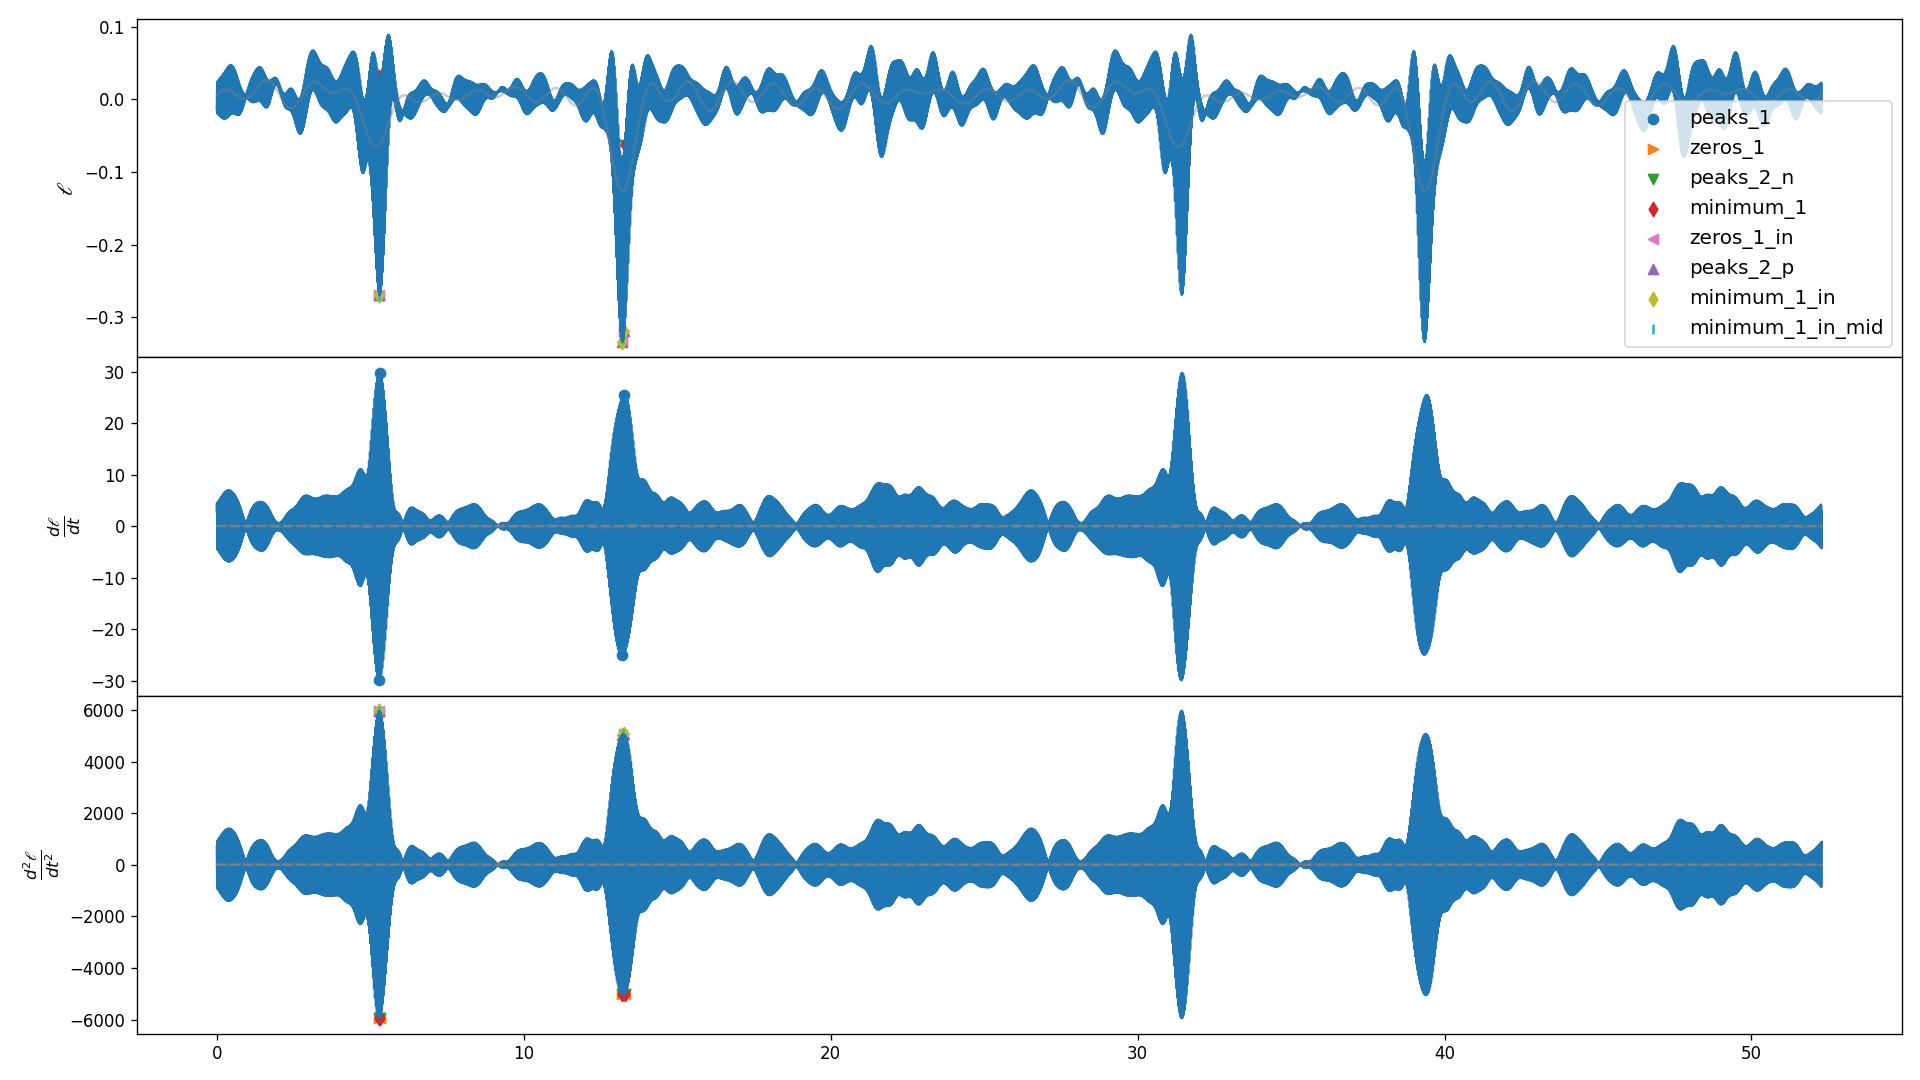 0.1
0.0
−0.1
−0.2
−0.3
ℓ
peaks_1
zeros_1
peaks_2_n
minimum_1
zeros_1_in
peaks_2_p
minimum_1_in
minimum_1_in_mid
30
20
10
0
−10
−20
−30
dℓ
dt
6000
4000
2000
0
−2000
−4000
−6000
d²ℓ
dt²
0 10 20 30 40 50